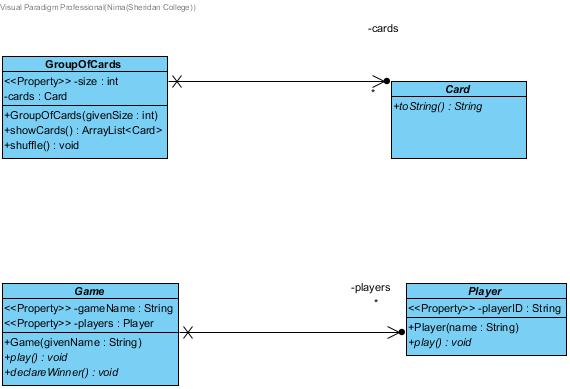 Visual Paradigm Professional(Nima(Sheridan College))
-cards
GroupOfCards
<<Property>> -size : int
-cards : Card
+GroupOfCards(givenSize : int)
+showCards() : ArrayList<Card>
+shuffle() : void
*
Card
+toString() : String
-players
*
Game
<<Property>> -gameName : String
<<Property>> -players : Player
+Game(givenName : String)
+play() : void
+declareWinner() : void
Player
<<Property>> -playerID : String
+Player(name : String)
+play() : void